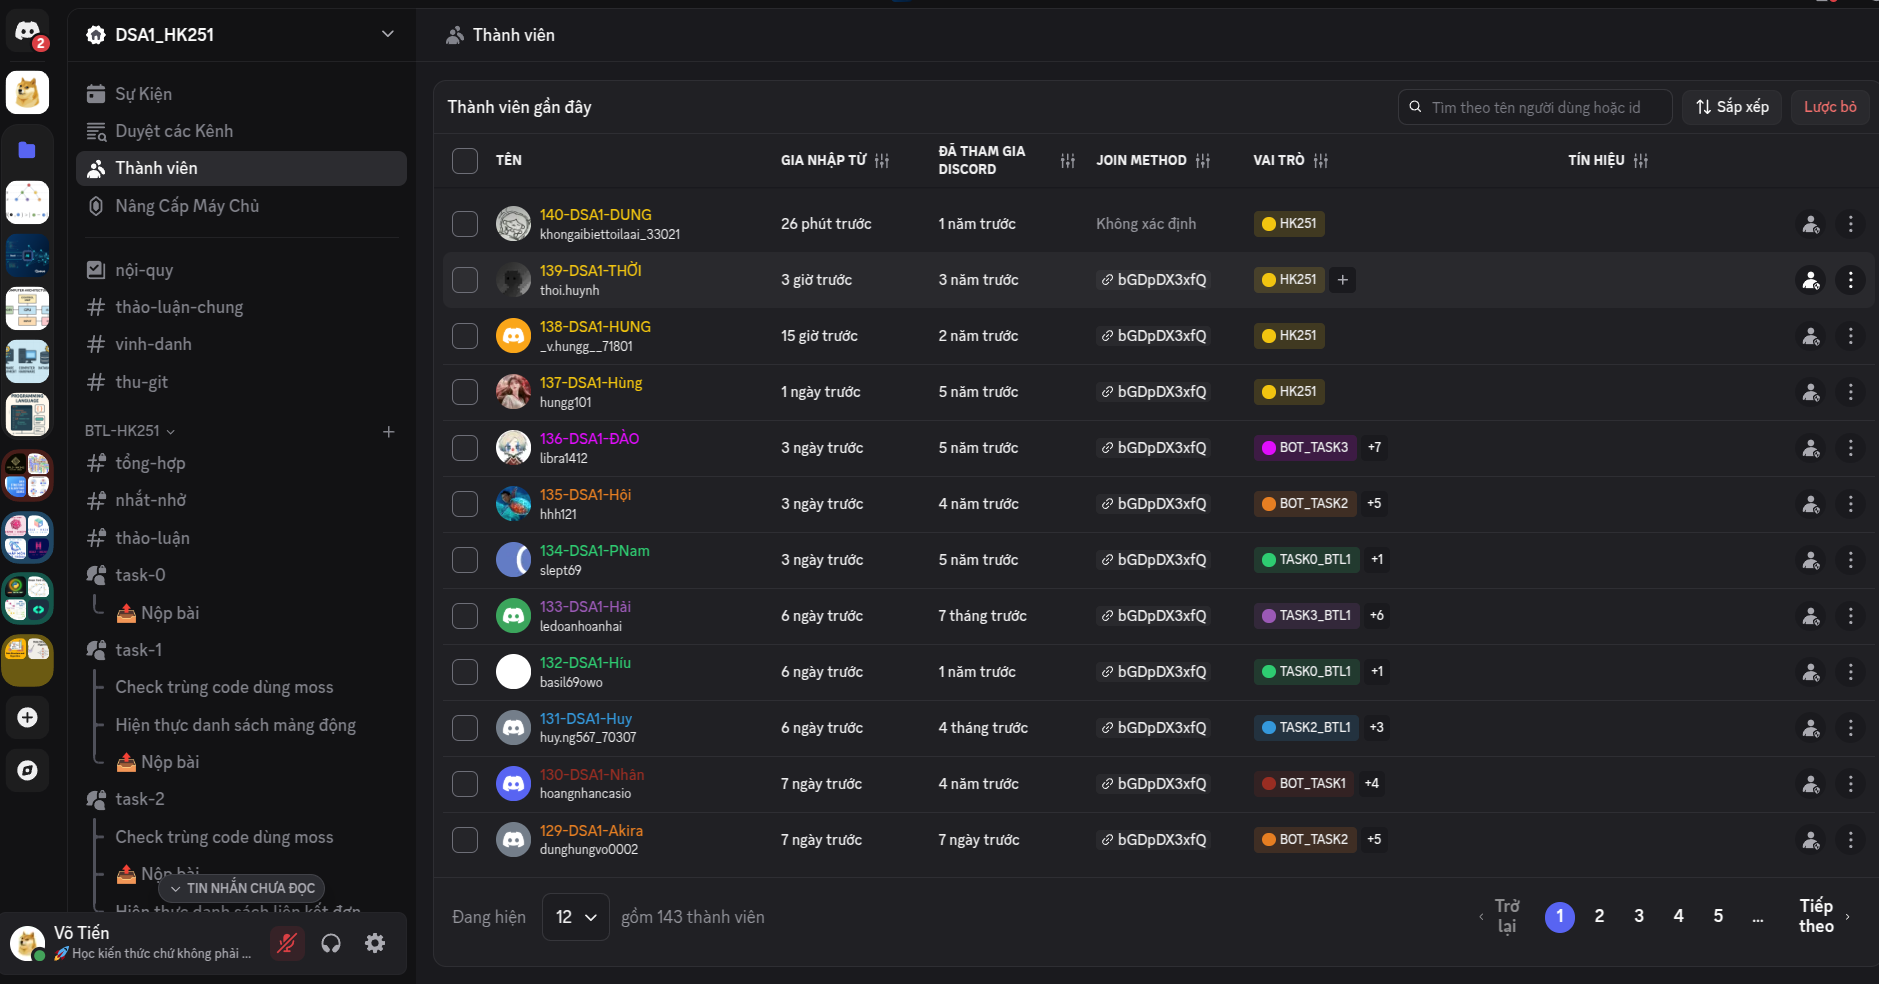 2
DSA1_HK251
Sự Kiện
Duyệt các Kênh
Thành viên
Nâng Cấp Máy Chủ
nội-quy
thảo-luận-chung
vinh-danh
thu-git
BTL-HK251
tổng-hợp
nhắt-nhở
thảo-luận
task-0
Nộp bài
task-1
Check trùng code dùng moss
Hiện thực danh sách mảng động
Nộp bài
task-2
Check trùng code dùng moss
Nộp bài
TIN NHẮN CHƯA ĐỌC
Hiện thực danh sách liên kết đơn
Võ Tiến
🚀 Học kiến thức chứ không phải ...
Thành viên
Thành viên gần đây
Tìm theo tên người dùng hoặc id
Sắp xếp
Lược bỏ
TÊN GIA NHẬP TỪ ĐÃ THAM GIA DISCORD JOIN METHOD VAI TRÒ TÍN HIỆU
140-DSA1-DUNG
khongaibiettoilaai_33021
26 phút trước 1 năm trước Không xác định HK251
139-DSA1-THỜI
thoi.huynh
3 giờ trước 3 năm trước bGDpDX3xfQ HK251 +
138-DSA1-HUNG
_v.hungg__71801
15 giờ trước 2 năm trước bGDpDX3xfQ HK251
137-DSA1-Hùng
hungg101
1 ngày trước 5 năm trước bGDpDX3xfQ HK251
136-DSA1-ĐÀO
libra1412
3 ngày trước 5 năm trước bGDpDX3xfQ BOT_TASK3 +7
135-DSA1-Hội
hhh121
3 ngày trước 4 năm trước bGDpDX3xfQ BOT_TASK2 +5
134-DSA1-PNam
slept69
3 ngày trước 5 năm trước bGDpDX3xfQ TASK0_BTL1 +1
133-DSA1-Hải
ledoanhoanhai
6 ngày trước 7 tháng trước bGDpDX3xfQ TASK3_BTL1 +6
132-DSA1-Híu
basil69owo
6 ngày trước 1 năm trước bGDpDX3xfQ TASK0_BTL1 +1
131-DSA1-Huy
huy.ng567_70307
6 ngày trước 4 tháng trước bGDpDX3xfQ TASK2_BTL1 +3
130-DSA1-Nhân
hoangnhancasio
7 ngày trước 4 năm trước bGDpDX3xfQ BOT_TASK1 +4
129-DSA1-Akira
dunghungvo0002
7 ngày trước 7 ngày trước bGDpDX3xfQ BOT_TASK2 +5
Đang hiện 12 gồm 143 thành viên
Trở lại 1 2 3 4 5 ... Tiếp theo